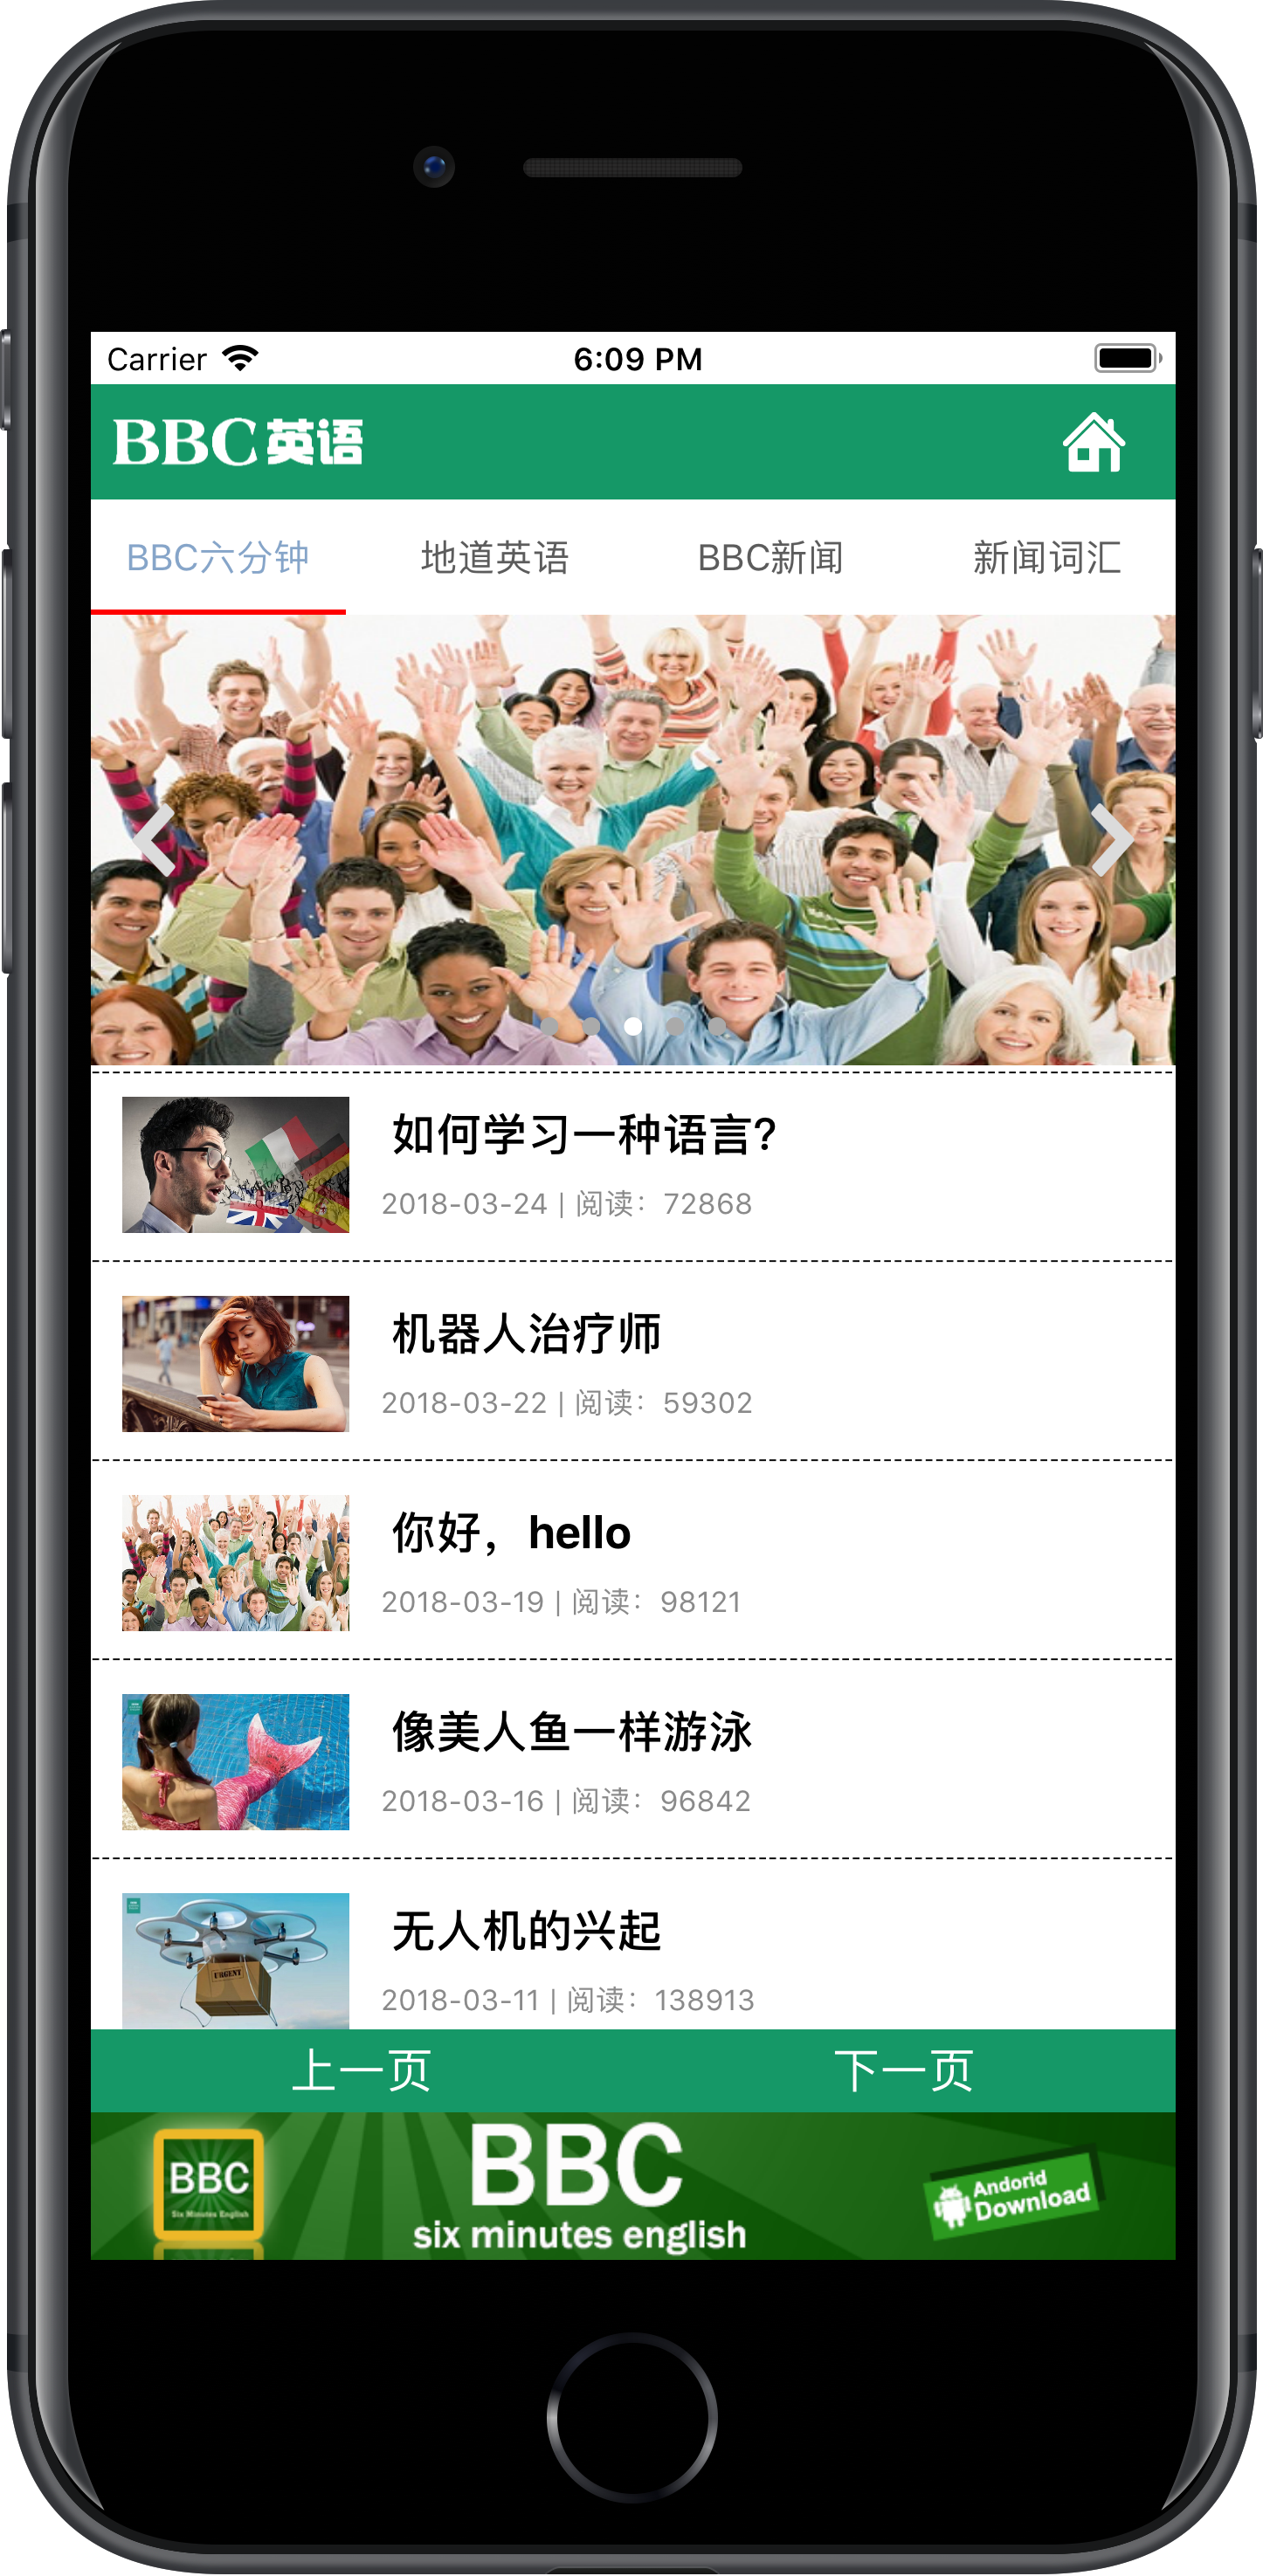 Carrier 6:09 PM
BBC英语
BBC六分钟 地道英语 BBC新闻 新闻词汇
如何学习一种语言?
2018-03-24 | 阅读：72868
机器人治疗师
2018-03-22 | 阅读：59302
你好，hello
2018-03-19 | 阅读：98121
像美人鱼一样游泳
2018-03-16 | 阅读：96842
URGENT
无人机的兴起
2018-03-11 | 阅读：138913
上一页 下一页
BBC
Six Minutes English
BBC
six minutes english
Andorid
Download